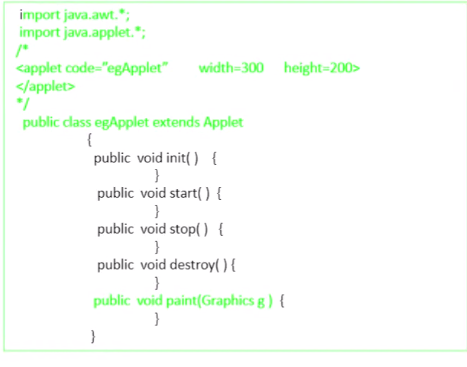 import java.awt.*;
import java.applet.*;
/*
<applet code="egApplet" width=300 height=200>
</applet>
*/
public class egApplet extends Applet
{
public void init( ) {
}
public void start( ) {
}
public void stop( ) {
}
public void destroy( ) {
}
public void paint(Graphics g ) {
}
}